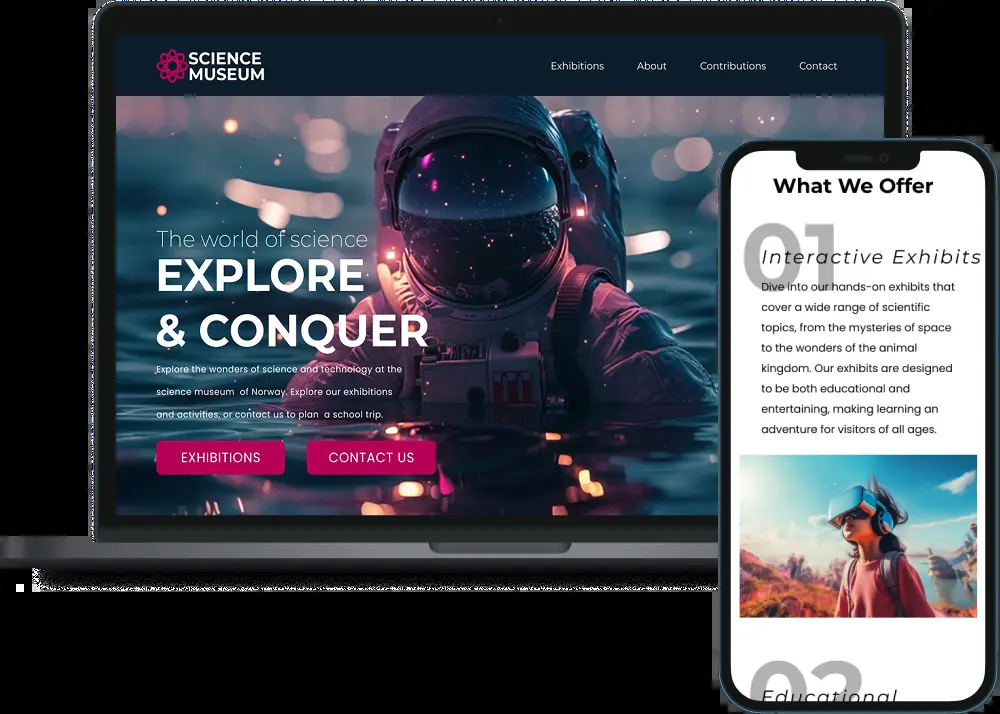 SCIENCE
MUSEUM
Exhibitions About Contributions Contact
The world of science
EXPLORE
& CONQUER
Explore the wonders of science and technology at the
science museum of Norway. Explore our exhibitions
and activities, or contact us to plan a school trip.
EXHIBITIONS CONTACT US
What We Offer
01
Interactive Exhibits
Dive into our hands-on exhibits that
cover a wide range of scientific
topics, from the mysteries of space
to the wonders of the animal
kingdom. Our exhibits are designed
to be both educational and
entertaining, making learning an
adventure for visitors of all ages.
02
Educational